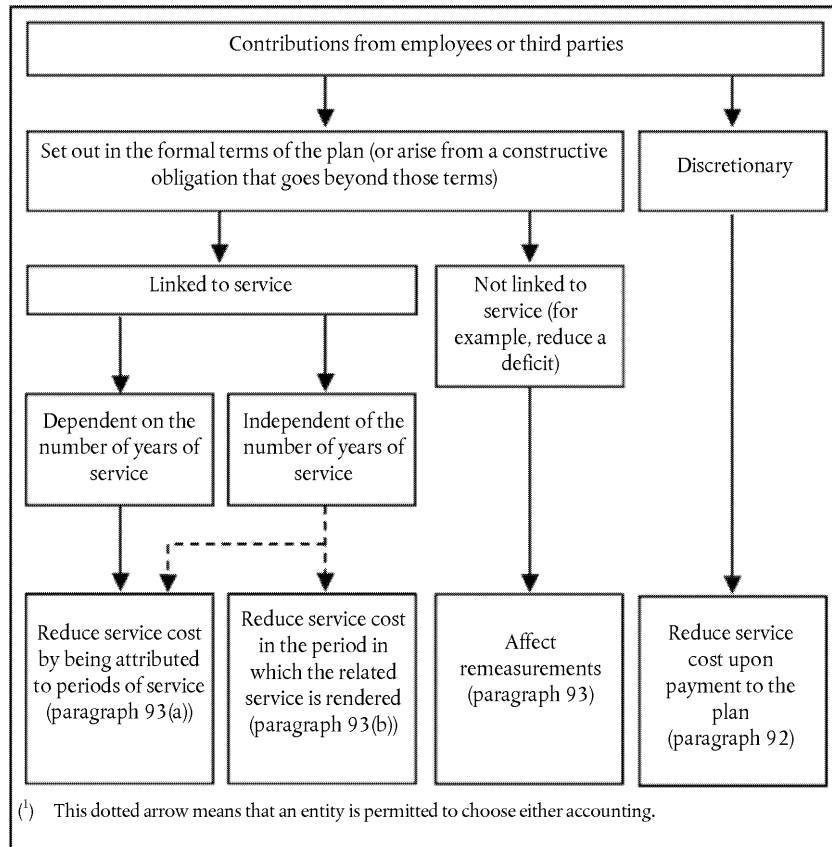 Contributions from employees or third parties
Set out in the formal terms of the plan (or arise from a constructive
obligation that goes beyond those terms)
Discretionary
Linked to service
Not linked to
service (for
example, reduce a
deficit)
Dependent on the
number of years of
service
Independent of the
number of years of
service
Reduce service cost
by being attributed
to periods of service
(paragraph 93(a))
Reduce service cost
in the period in
which the related
service is rendered
(paragraph 93(b))
Affect
remeasurements
(paragraph 93)
Reduce service
cost upon
payment to the
plan
(paragraph 92)
(¹) This dotted arrow means that an entity is permitted to choose either accounting.